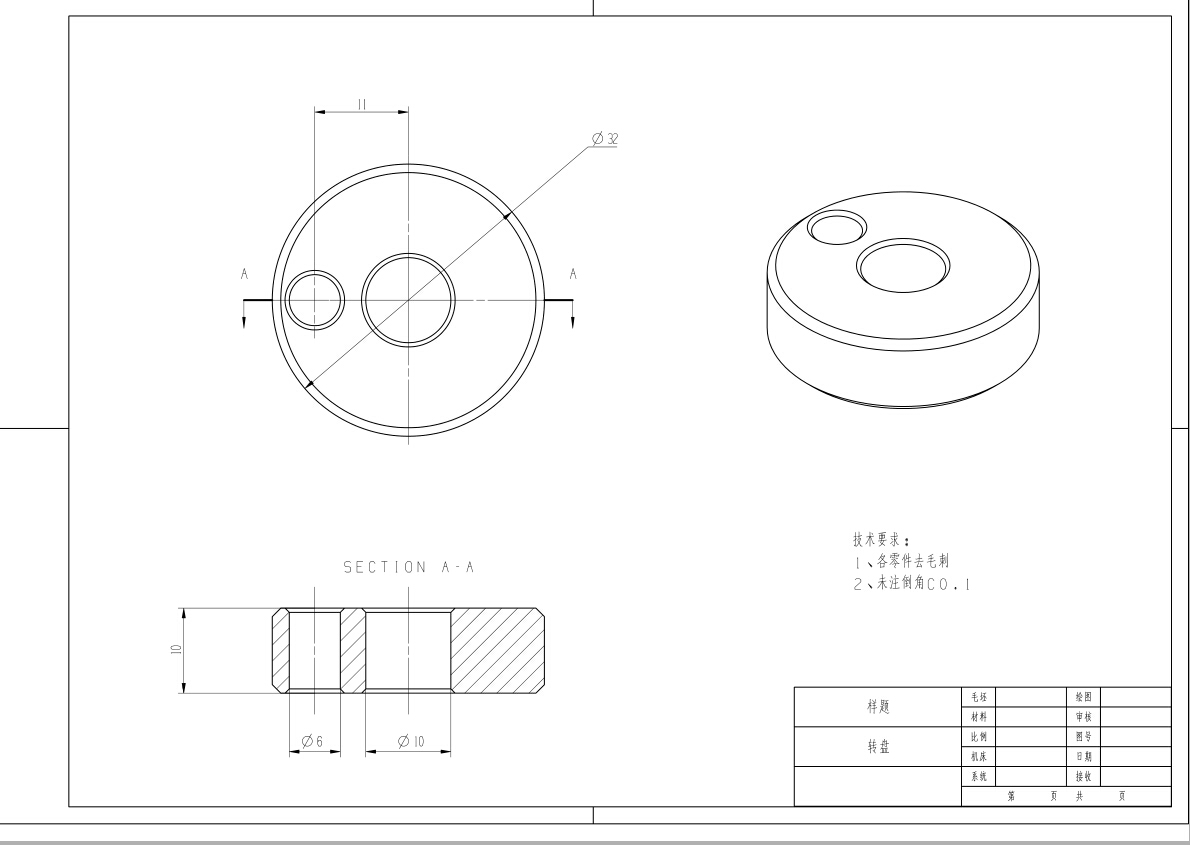 11
Ø32
A
A
技术要求：
1、各零件去毛刺
2、未注倒角C0.1
SECTION A-A
10
Ø6
Ø10
样题
毛坯
绘图
材料
审核
转盘
比例
图号
机床
日期
系统
接收
第 页 共 页